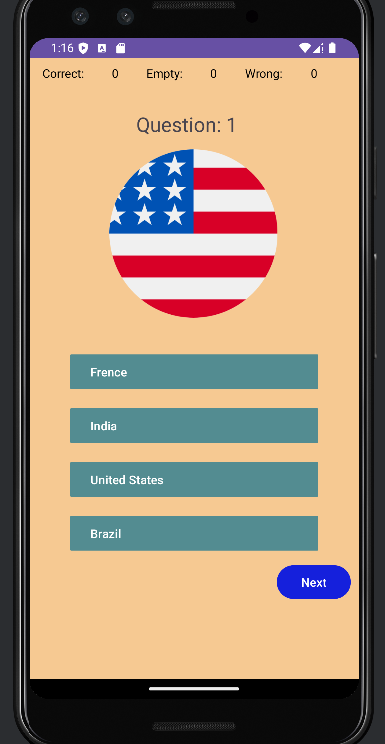 1:16
Correct: 0 Empty: 0 Wrong: 0
Question: 1
Frence
India
United States
Brazil
Next